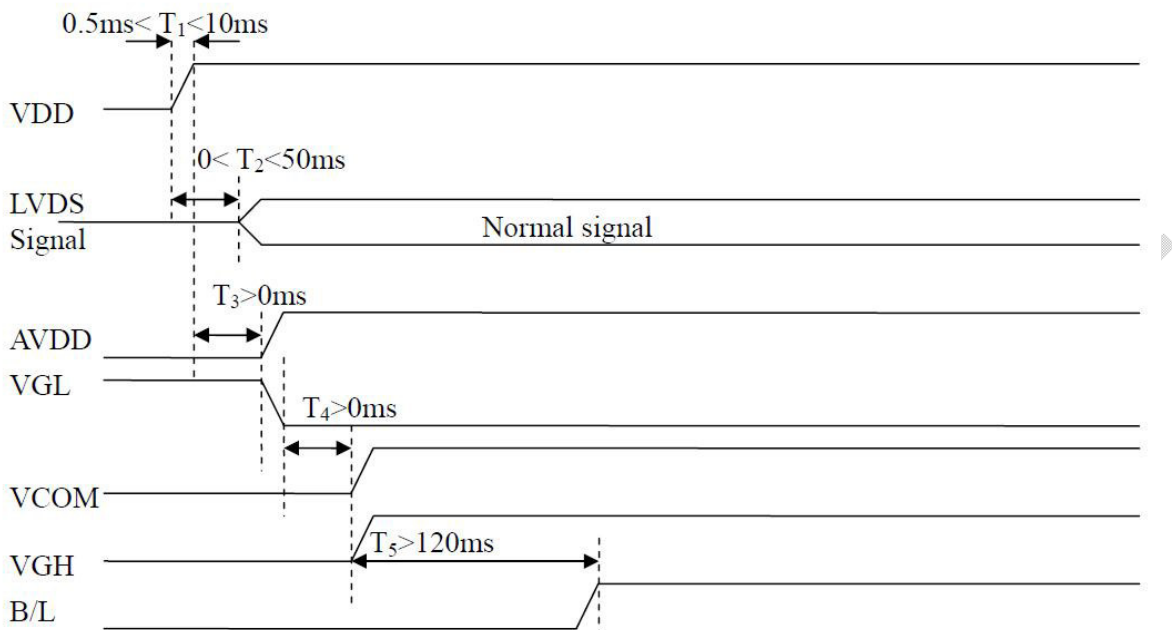 0.5ms< T₁<10ms
VDD
0< T₂<50ms
LVDS
Signal
Normal signal
T₃>0ms
AVDD
VGL
T₄>0ms
VCOM
T₅>120ms
VGH
B/L